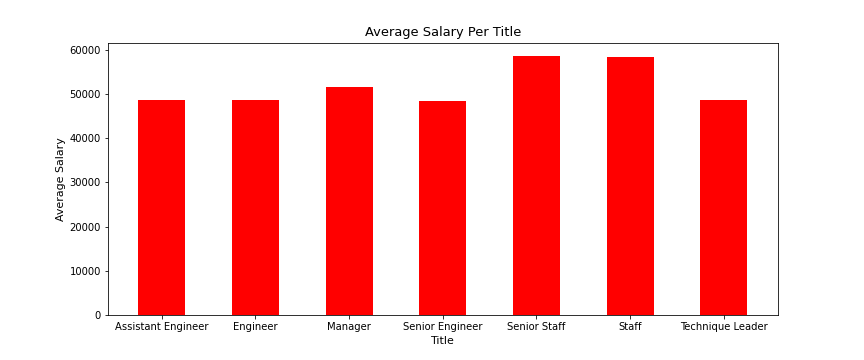 Average Salary Per Title
60000
50000
40000
30000
20000
10000
0
Average Salary
Assistant Engineer Engineer Manager Senior Engineer Senior Staff Staff Technique Leader
Title